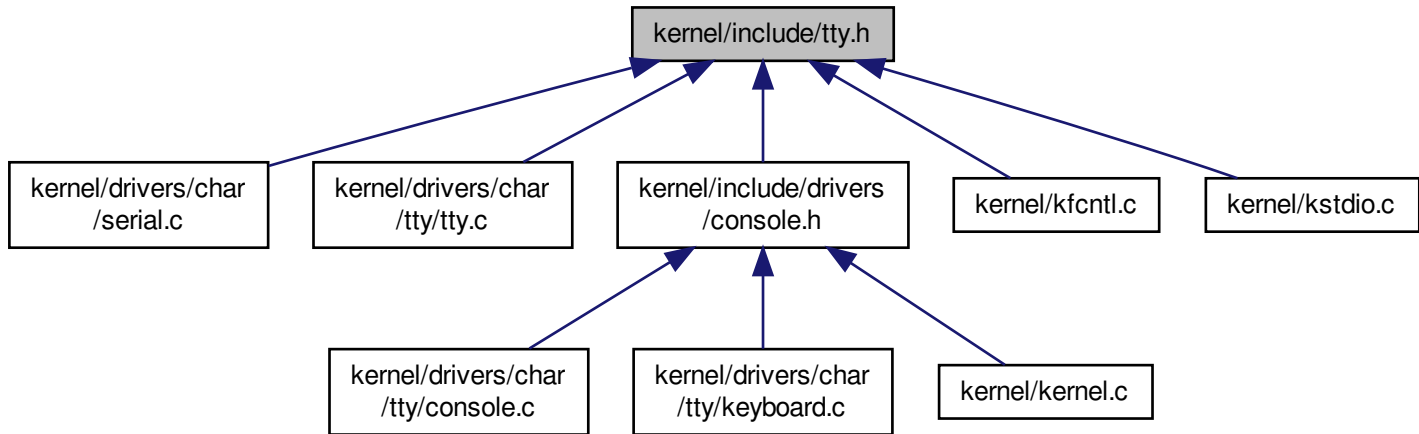 kernel/include/tty.h
kernel/drivers/char
/serial.c
kernel/drivers/char
/tty/tty.c
kernel/include/drivers
/console.h
kernel/kfcntl.c
kernel/kstdio.c
kernel/drivers/char
/tty/console.c
kernel/drivers/char
/tty/keyboard.c
kernel/kernel.c